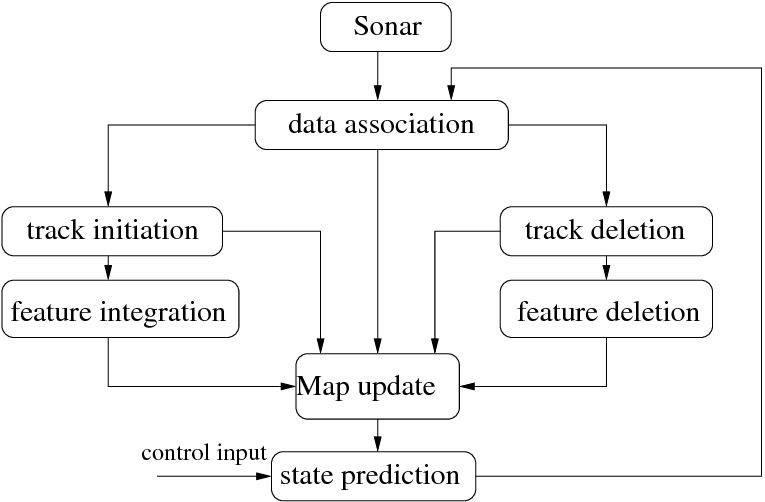 Sonar
data association
track initiation
track deletion
feature integration
feature deletion
Map update
control input
state prediction